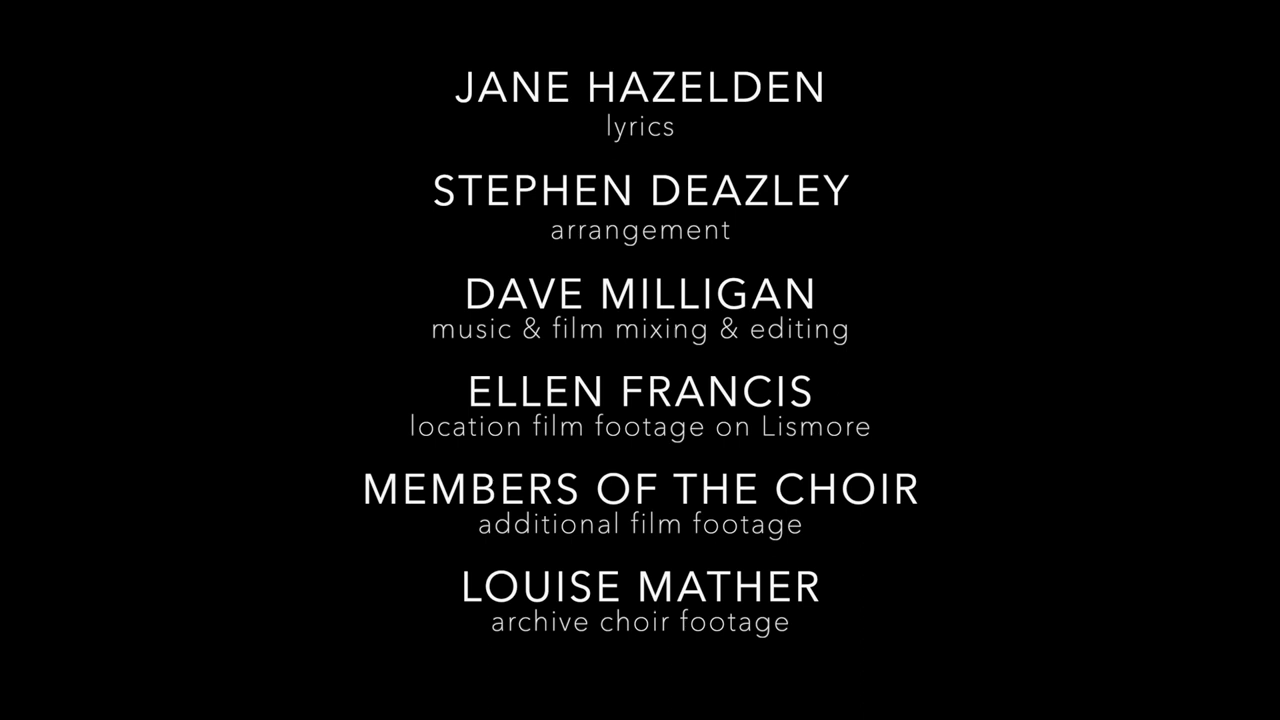 JANE HAZELDEN
lyrics
STEPHEN DEAZLEY
arrangement
DAVE MILLIGAN
music & film mixing & editing
ELLEN FRANCIS
location film footage on Lismore
MEMBERS OF THE CHOIR
additional film footage
LOUISE MATHER
archive choir footage